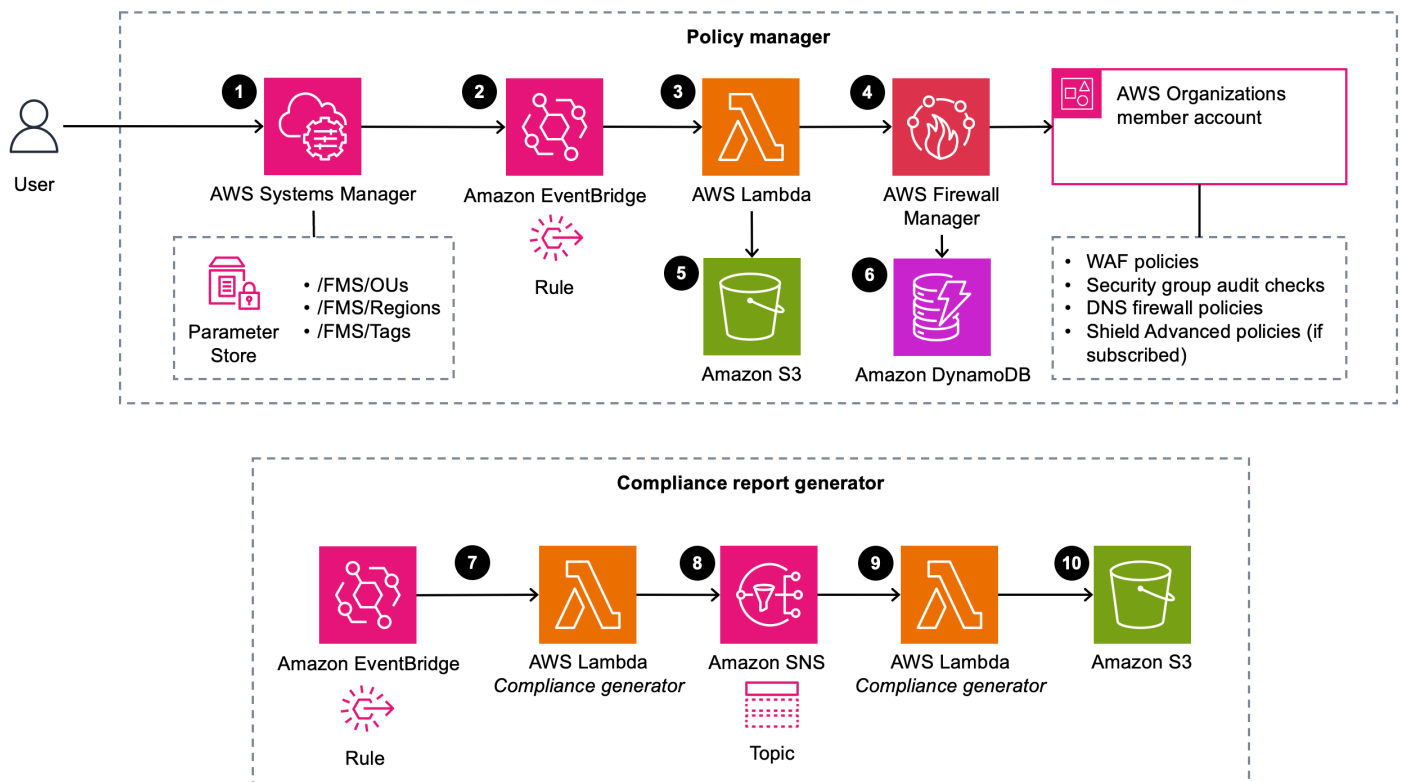 Policy manager
1
2
3
4
AWS Organizations
member account
User
AWS Systems Manager
Amazon EventBridge
AWS Lambda
AWS Firewall
Manager
Rule
Parameter
Store
• /FMS/OUs
• /FMS/Regions
• /FMS/Tags
5
6
Amazon S3
Amazon DynamoDB
• WAF policies
• Security group audit checks
• DNS firewall policies
• Shield Advanced policies (if
subscribed)
Compliance report generator
7
8
9
10
Amazon EventBridge
AWS Lambda
Compliance generator
Amazon SNS
AWS Lambda
Compliance generator
Amazon S3
Rule
Topic